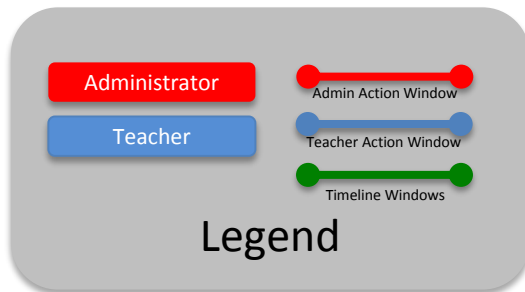 Administrator
Admin Action Window
Teacher
Teacher Action Window
Timeline Windows
Legend